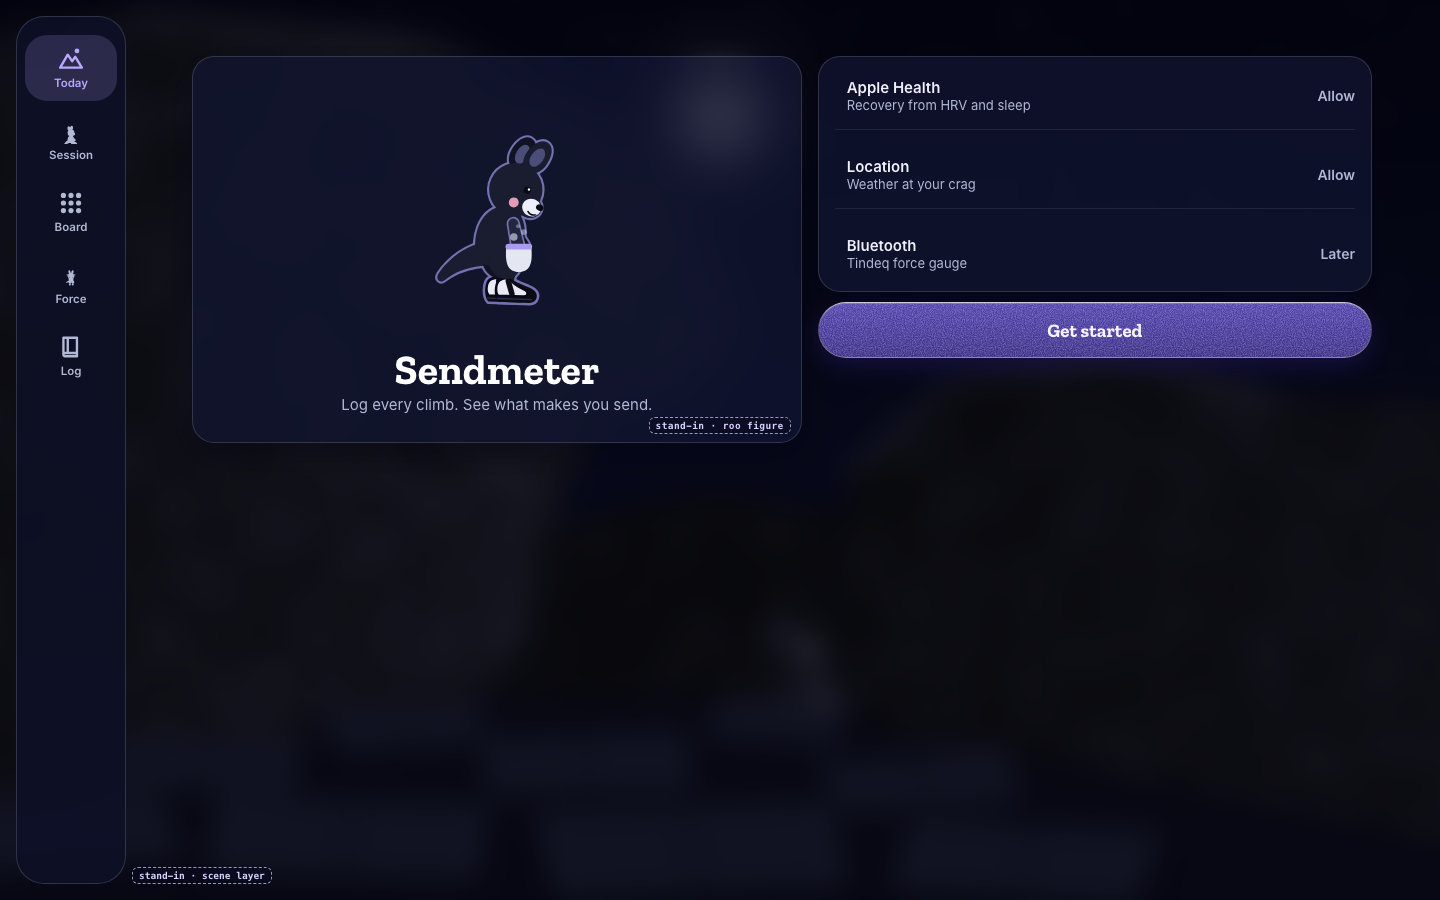 Today
Session
Board
Force
Log
Sendmeter
Log every climb. See what makes you send.
stand-in · roo figure
Apple Health
Recovery from HRV and sleep
Allow
Location
Weather at your crag
Allow
Bluetooth
Tindeq force gauge
Later
Get started
stand-in · scene layer